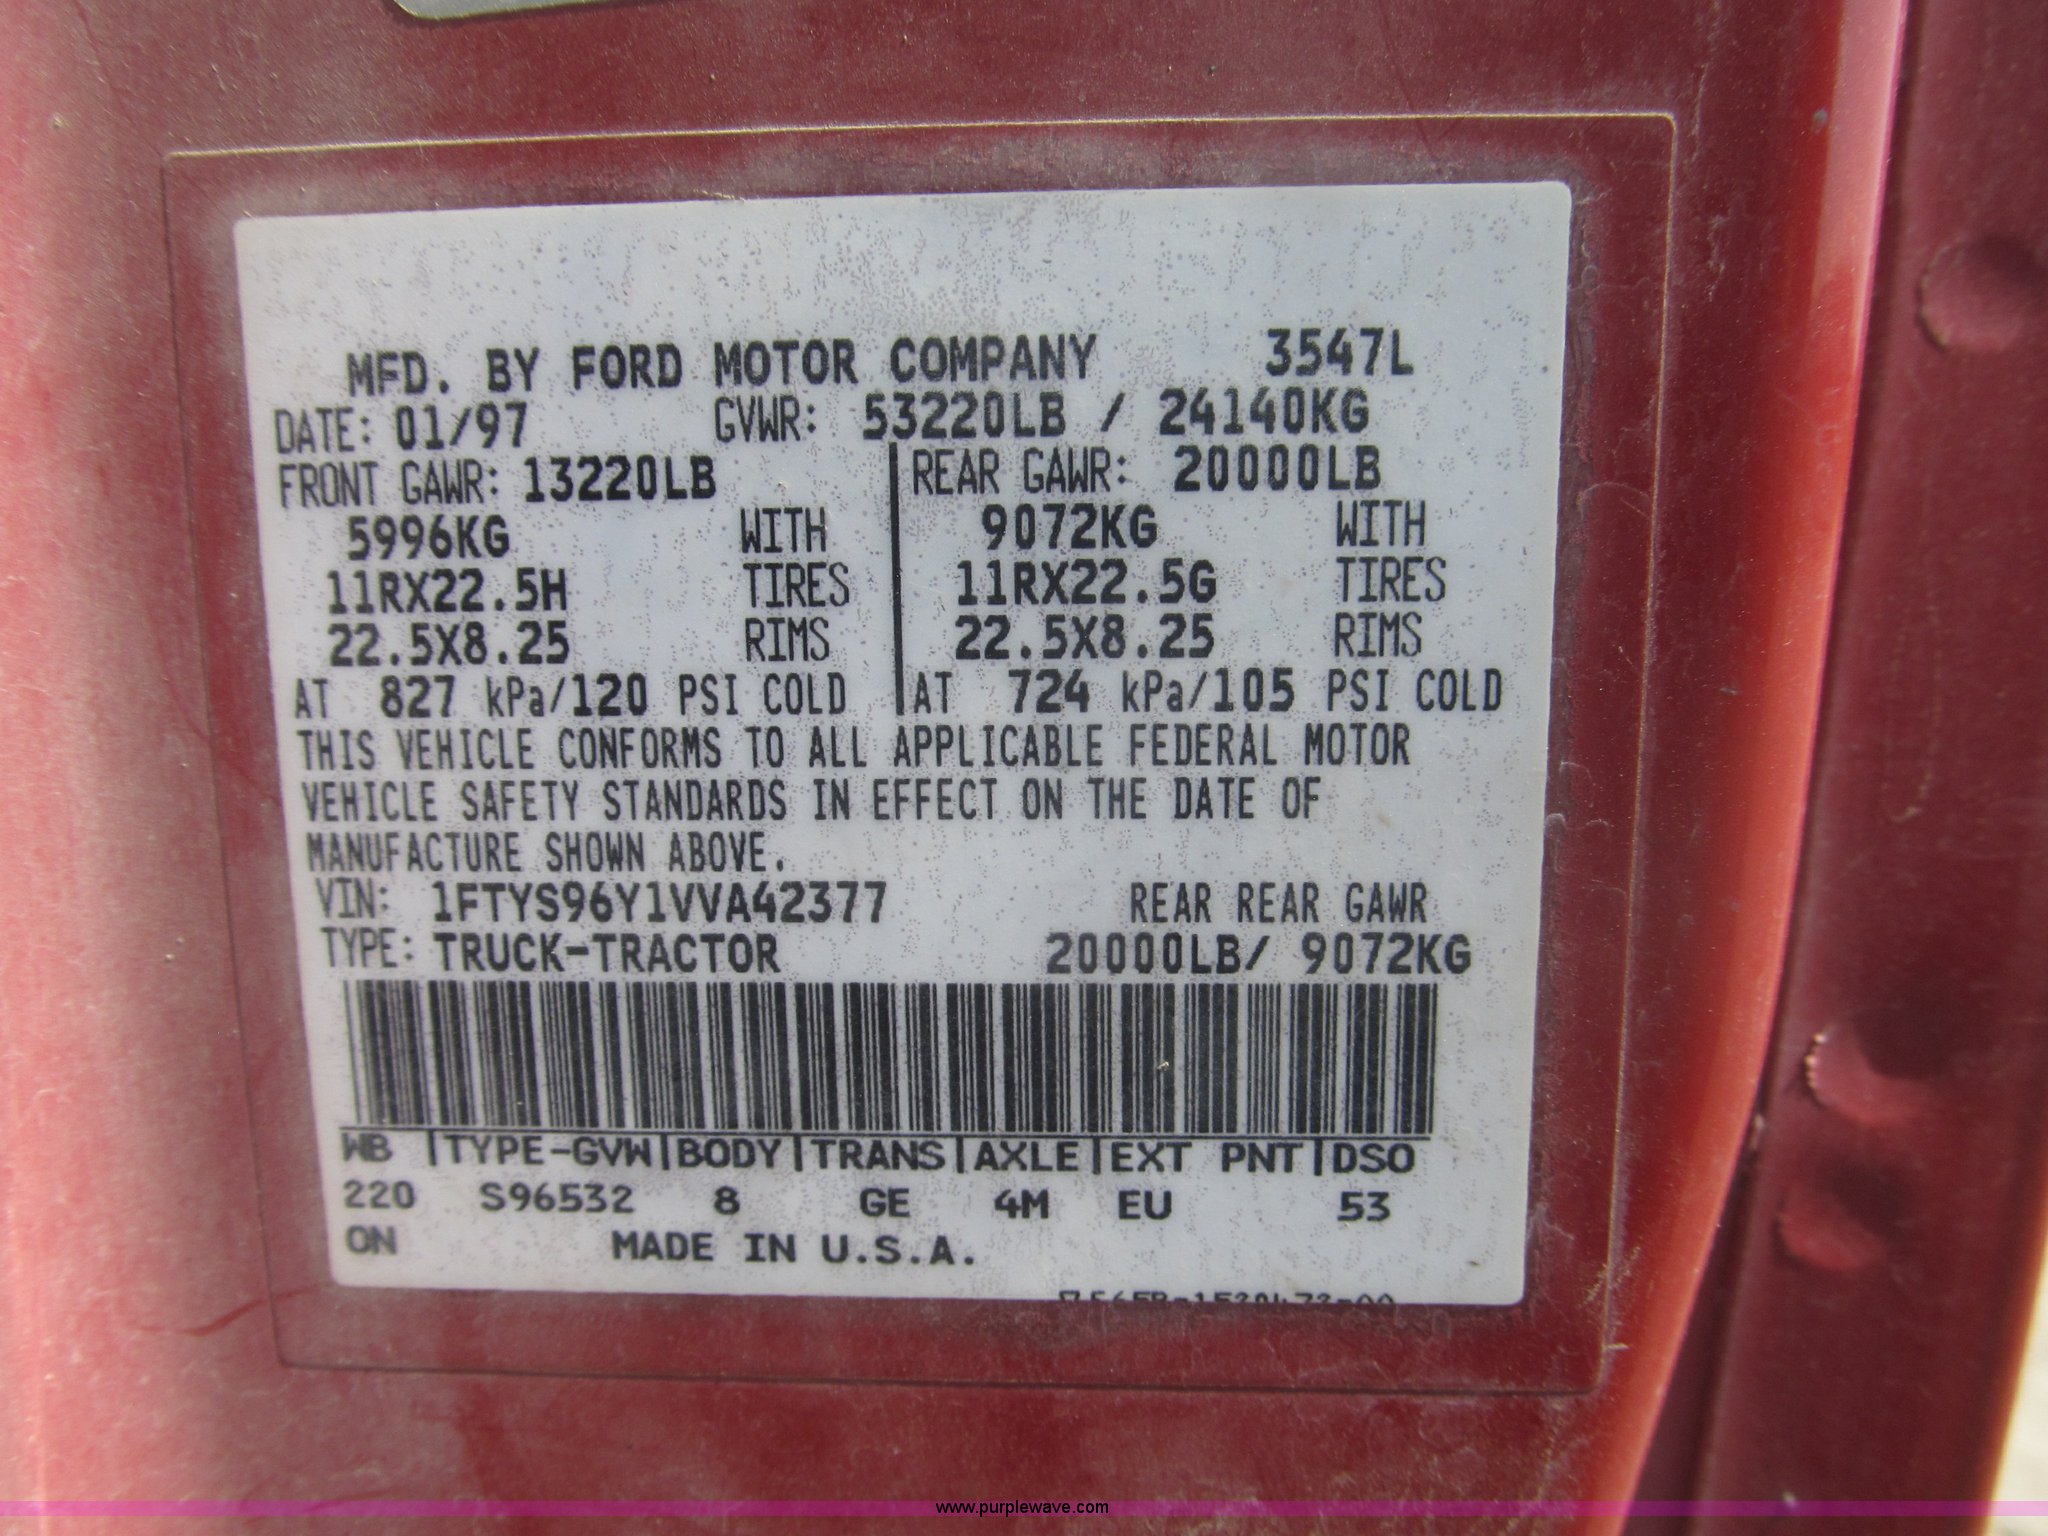 MFD. BY FORD MOTOR COMPANY 3547L
DATE: 01/97 GVWR: 53220LB / 24140KG
FRONT GAWR: 13220LB REAR GAWR: 20000LB
5996KG WITH 9072KG WITH
11RX22.5H TIRES 11RX22.5G TIRES
22.5X8.25 RIMS 22.5X8.25 RIMS
AT 827 kPa/120 PSI COLD AT 724 kPa/105 PSI COLD
THIS VEHICLE CONFORMS TO ALL APPLICABLE FEDERAL MOTOR
VEHICLE SAFETY STANDARDS IN EFFECT ON THE DATE OF
MANUFACTURE SHOWN ABOVE.
VIN: 1FTYS96Y1VVA42377 REAR REAR GAWR
TYPE: TRUCK-TRACTOR 20000LB/ 9072KG
WB |TYPE-GVW|BODY|TRANS|AXLE|EXT PNT|DSO
220 S96532 8 GE 4M EU 53
ON MADE IN U.S.A.
www.purplewave.com